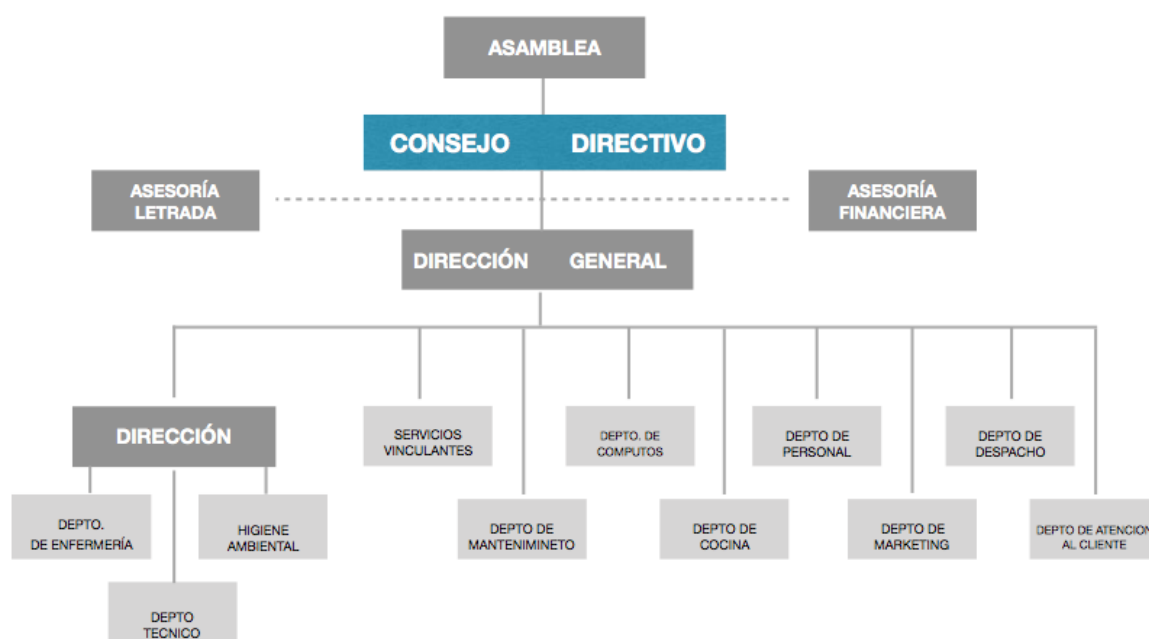 ASAMBLEA
CONSEJO DIRECTIVO
ASESORÍA
LETRADA
ASESORÍA
FINANCIERA
DIRECCIÓN GENERAL
DIRECCIÓN
SERVICIOS
VINCULANTES
DEPTO. DE
COMPUTOS
DEPTO DE
PERSONAL
DEPTO DE
DESPACHO
DEPTO.
DE ENFERMERÍA
HIGIENE
AMBIENTAL
DEPTO DE
MANTENIMINETO
DEPTO DE
COCINA
DEPTO DE
MARKETING
DEPTO DE ATENCION
AL CLIENTE
DEPTO
TECNICO